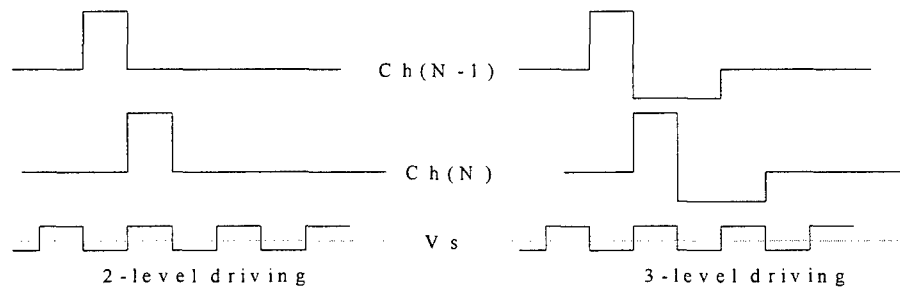 Ch(N-1)
Ch(N)
Vs
2-level driving
3-level driving